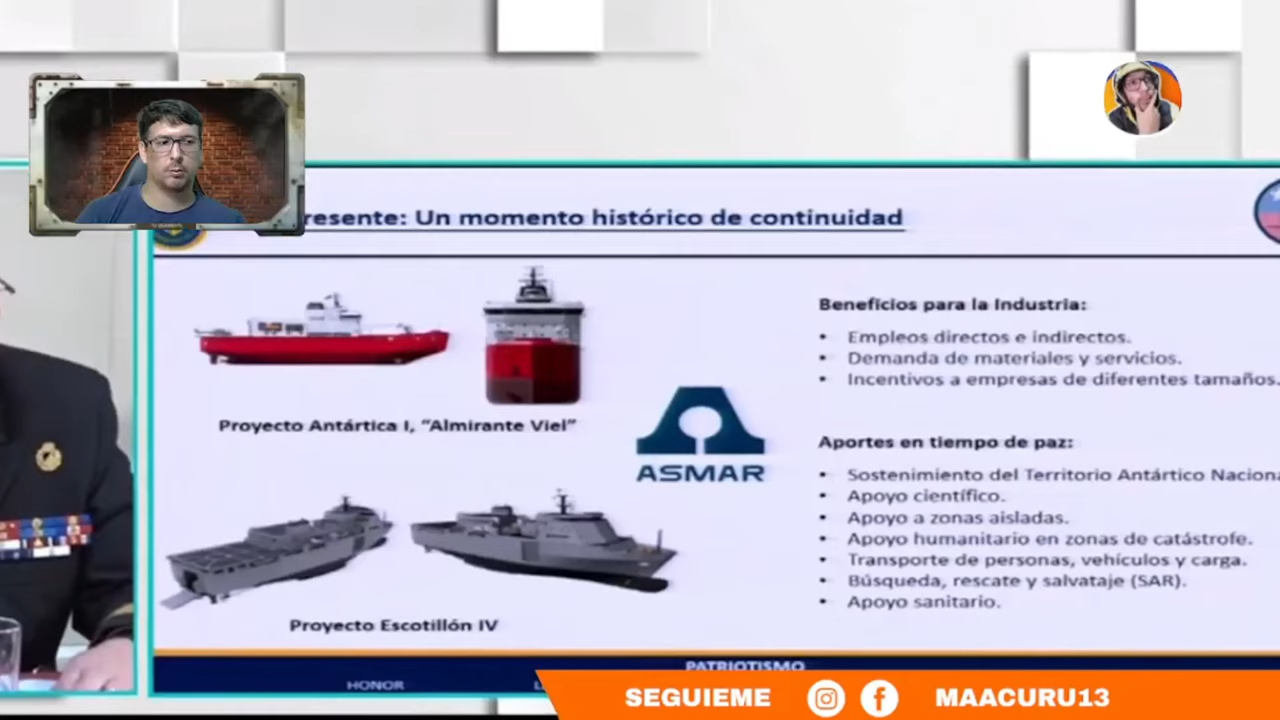 resente: Un momento histórico de continuidad
Beneficios para la Industria:
• Empleos directos e indirectos.
• Demanda de materiales y servicios.
• Incentivos a empresas de diferentes tamaños.
Proyecto Antártica I, “Almirante Viel”
ASMAR
Aportes en tiempo de paz:
• Sostenimiento del Territorio Antártico Naciona
• Apoyo científico.
• Apoyo a zonas aisladas.
• Apoyo humanitario en zonas de catástrofe.
• Transporte de personas, vehículos y carga.
• Búsqueda, rescate y salvataje (SAR).
• Apoyo sanitario.
Proyecto Escotillón IV
PATRIOTISMO
HONOR
SEGUIEME
MAACURU13